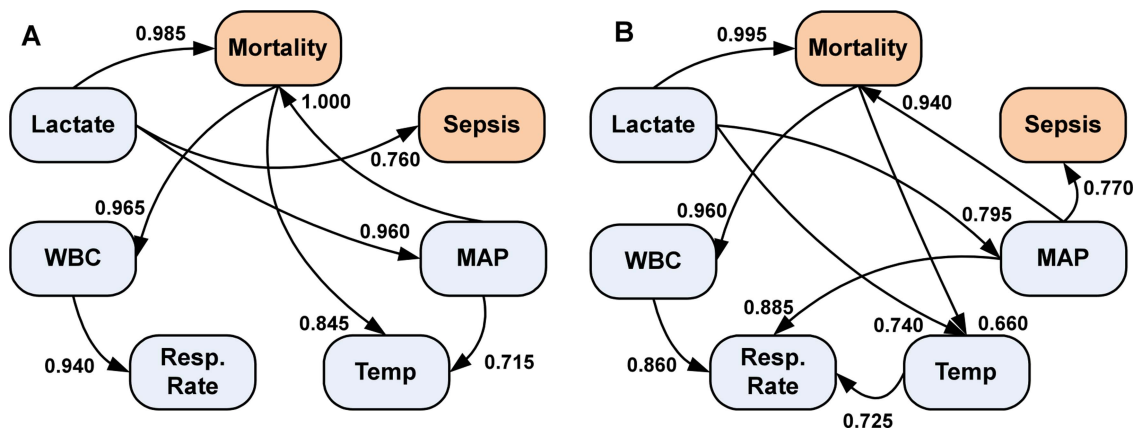 A
0.985
Mortality
1.000
Lactate
Sepsis
0.760
0.965
0.960
WBC
MAP
0.845
0.715
0.940
Resp.
Rate
Temp
B
0.995
Mortality
0.940
Lactate
Sepsis
0.770
0.960
0.795
WBC
MAP
0.885
0.740
0.660
0.860
Resp.
Rate
Temp
0.725